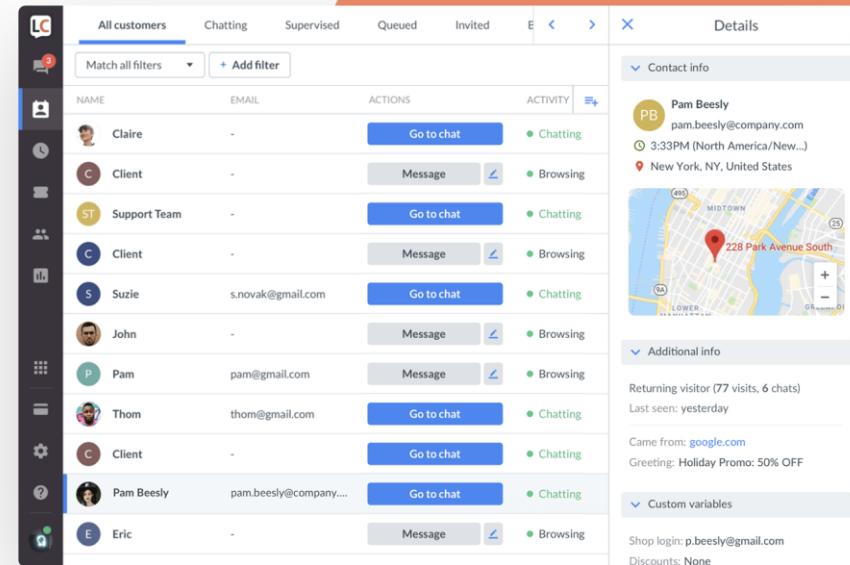 LC
3
All customers
Chatting
Supervised
Queued
Invited
Match all filters
+ Add filter
NAME
EMAIL
ACTIONS
ACTIVITY
Claire - Go to chat Chatting
C Client - Message Browsing
ST Support Team - Go to chat Chatting
C Client - Message Browsing
S Suzie s.novak@gmail.com Go to chat Chatting
John - Message Browsing
P Pam pam@gmail.com Message Browsing
Thom thom@gmail.com Go to chat Chatting
C Client - Go to chat Chatting
Pam Beesly pam.beesly@company.... Go to chat Chatting
E Eric - Message Browsing
Details
Contact info
PB
Pam Beesly
pam.beesly@company.com
3:33PM (North America/New...)
New York, NY, United States
495
MIDTOWN
25
228 Park Avenue South
9A
LOWER
MANHATTAN
+
−
Additional info
Returning visitor (77 visits, 6 chats)
Last seen: yesterday
Came from: google.com
Greeting: Holiday Promo: 50% OFF
Custom variables
Shop login: p.beesly@gmail.com
Discounts: None